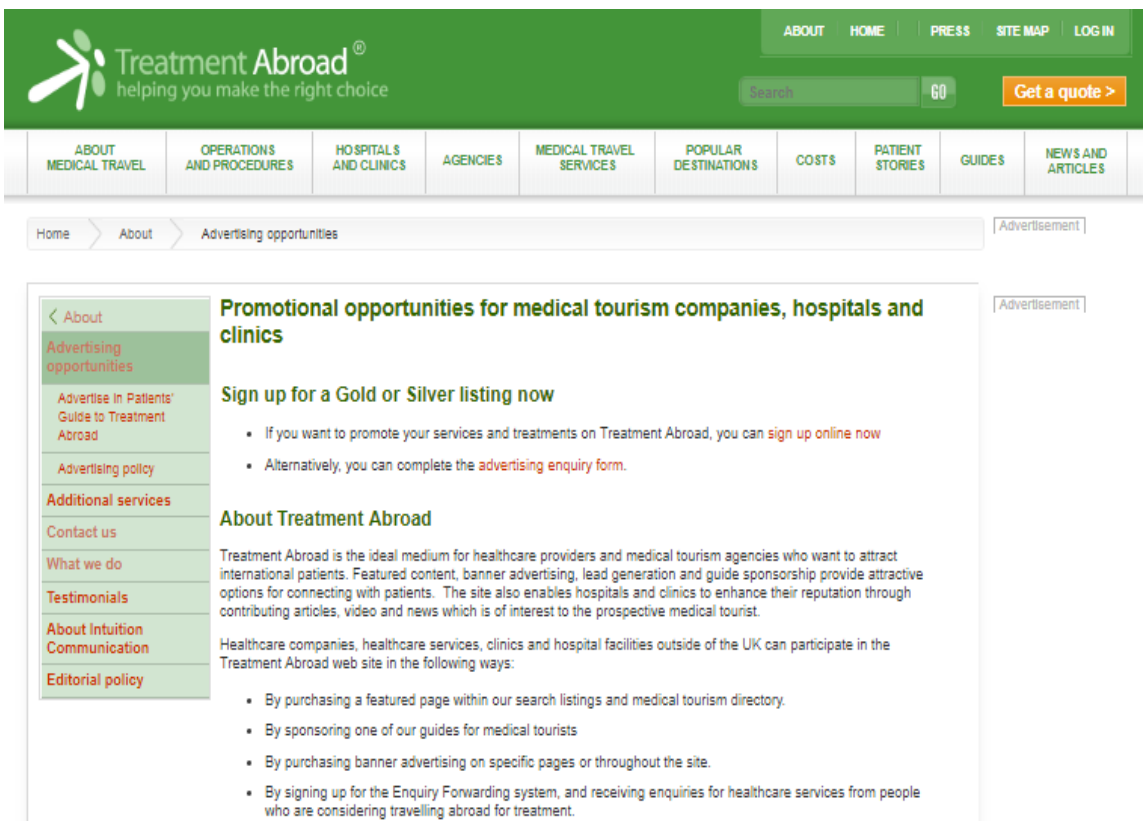 ABOUT HOME PRESS SITE MAP LOG IN
Treatment Abroad ®
helping you make the right choice
Search GO Get a quote >
ABOUT MEDICAL TRAVEL
OPERATIONS AND PROCEDURES
HOSPITALS AND CLINICS
AGENCIES
MEDICAL TRAVEL SERVICES
POPULAR DESTINATIONS
COSTS
PATIENT STORIES
GUIDES
NEWS AND ARTICLES
Home About Advertising opportunities
Advertisement
Advertisement
< About
Advertising
opportunities
Advertise in Patients'
Guide to Treatment
Abroad
Advertising policy
Additional services
Contact us
What we do
Testimonials
About Intuition
Communication
Editorial policy
Promotional opportunities for medical tourism companies, hospitals and
clinics
Sign up for a Gold or Silver listing now
• If you want to promote your services and treatments on Treatment Abroad, you can sign up online now
• Alternatively, you can complete the advertising enquiry form.
About Treatment Abroad
Treatment Abroad is the ideal medium for healthcare providers and medical tourism agencies who want to attract
international patients. Featured content, banner advertising, lead generation and guide sponsorship provide attractive
options for connecting with patients. The site also enables hospitals and clinics to enhance their reputation through
contributing articles, video and news which is of interest to the prospective medical tourist.
Healthcare companies, healthcare services, clinics and hospital facilities outside of the UK can participate in the
Treatment Abroad web site in the following ways:
• By purchasing a featured page within our search listings and medical tourism directory.
• By sponsoring one of our guides for medical tourists
• By purchasing banner advertising on specific pages or throughout the site.
• By signing up for the Enquiry Forwarding system, and receiving enquiries for healthcare services from people
who are considering travelling abroad for treatment.